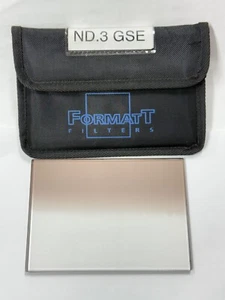 ND.3 GSE
FORMATT
FILTERS